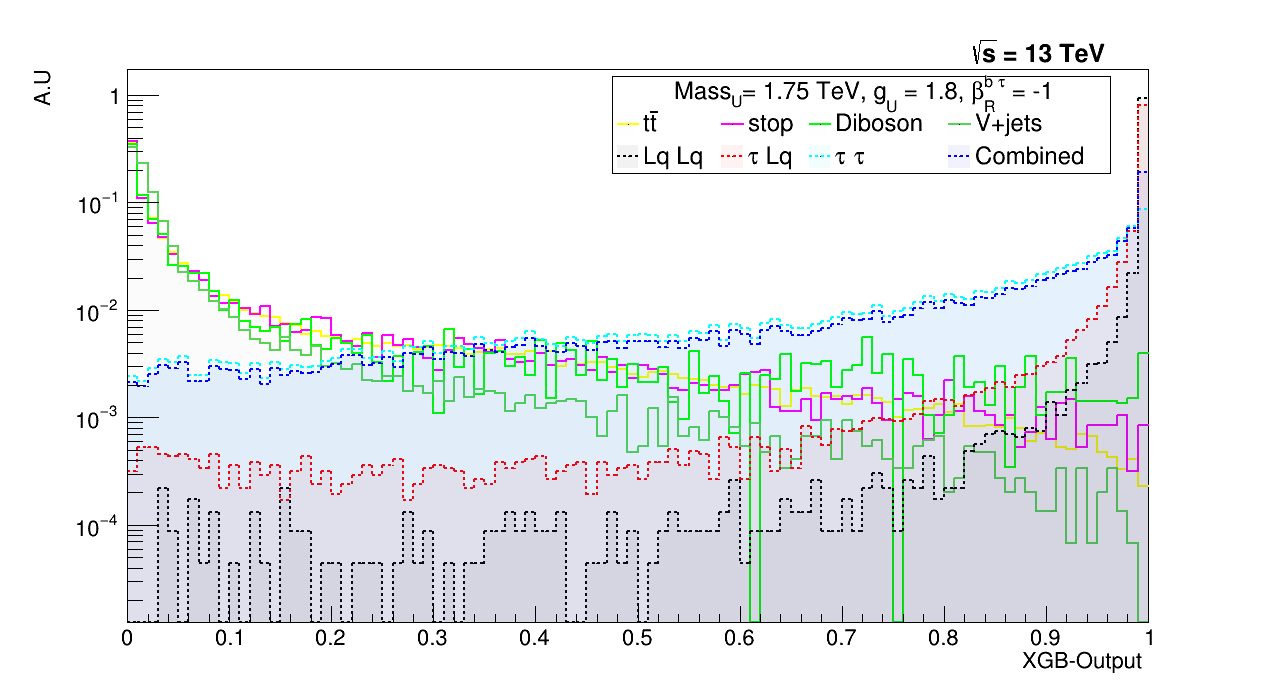 √s = 13 TeV
A.U
Mass_U= 1.75 TeV, g_U = 1.8, β_R^{b τ} = -1
tt̄ stop Diboson V+jets
Lq Lq τ Lq τ τ Combined
1
10⁻¹
10⁻²
10⁻³
10⁻⁴
0 0.1 0.2 0.3 0.4 0.5 0.6 0.7 0.8 0.9 1
XGB-Output